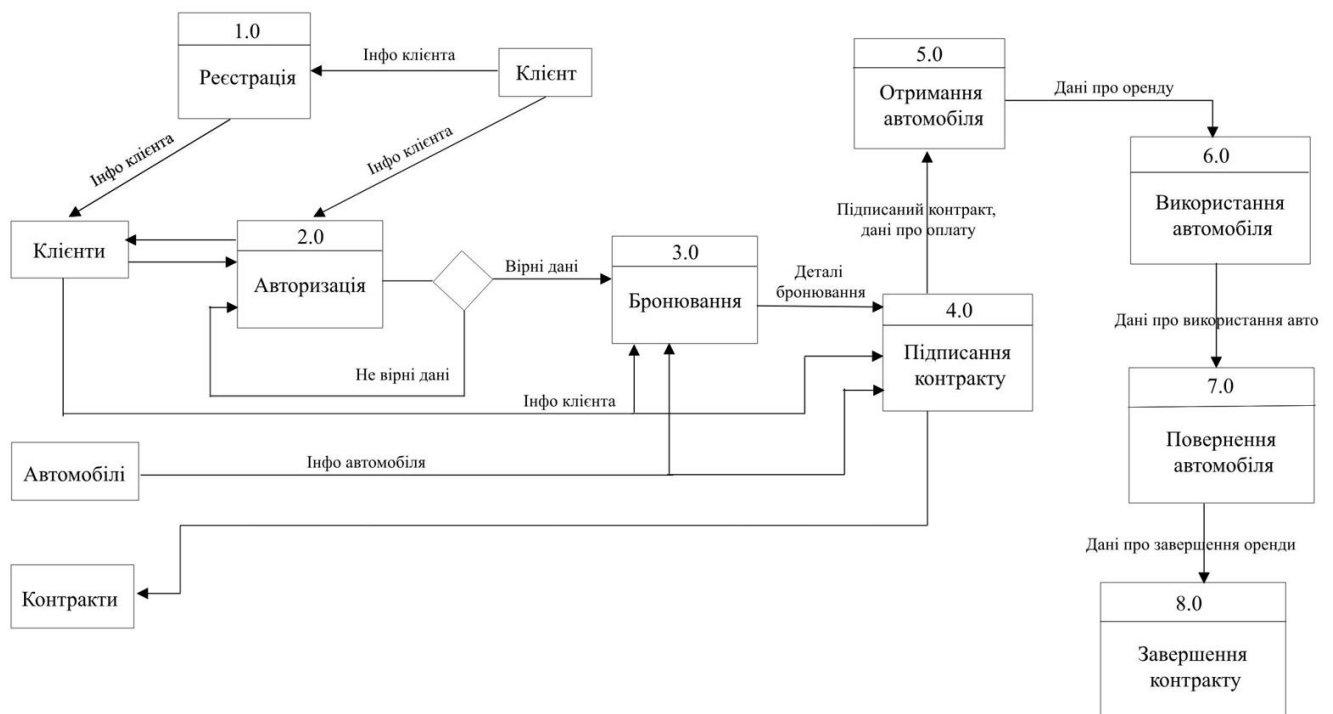 1.0
Реєстрація
Інфо клієнта
Клієнт
Інфо клієнта
Інфо клієнта
Клієнти
2.0
Авторизація
Вірні дані
Не вірні дані
3.0
Бронювання
Деталі
бронювання
4.0
Підписання
контракту
Підписаний контракт,
дані про оплату
5.0
Отримання
автомобіля
Дані про оренду
6.0
Використання
автомобіля
Дані про використання авто
7.0
Повернення
автомобіля
Дані про завершення оренди
8.0
Завершення
контракту
Інфо клієнта
Автомобілі
Інфо автомобіля
Контракти